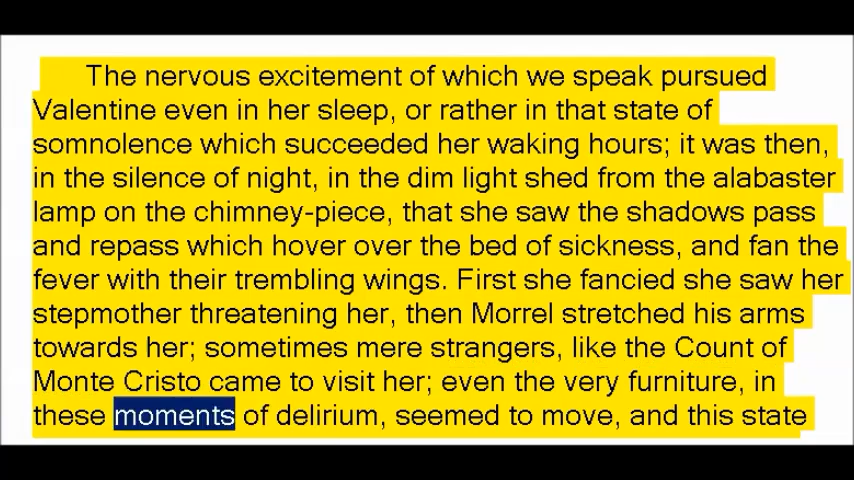 The nervous excitement of which we speak pursued
Valentine even in her sleep, or rather in that state of
somnolence which succeeded her waking hours; it was then,
in the silence of night, in the dim light shed from the alabaster
lamp on the chimney-piece, that she saw the shadows pass
and repass which hover over the bed of sickness, and fan the
fever with their trembling wings. First she fancied she saw her
stepmother threatening her, then Morrel stretched his arms
towards her; sometimes mere strangers, like the Count of
Monte Cristo came to visit her; even the very furniture, in
these moments of delirium, seemed to move, and this state